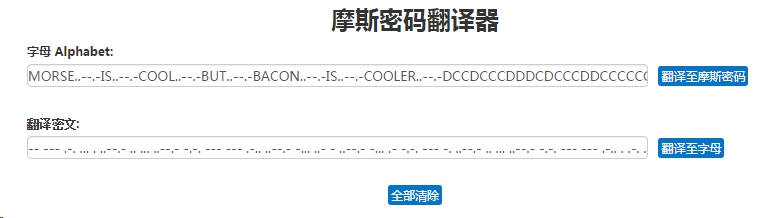 摩斯密码翻译器
字母 Alphabet:
MORSE..--.-IS..--.-COOL..--.-BUT..--.-BACON..--.-IS..--.-COOLER..--.-DCCDCCCDDDCDCCCDDCCCCCC 翻译至摩斯密码
翻译密文:
-- --- .-. ... . ..--.- .. ... ..--.- -.-. --- --- .-.. ..--.- -... ..- - ..--.- -... .- -.-. --- -. ..--.- .. ... ..--.- -.-. --- --- .-.. . .-. . 翻译至字母
全部清除